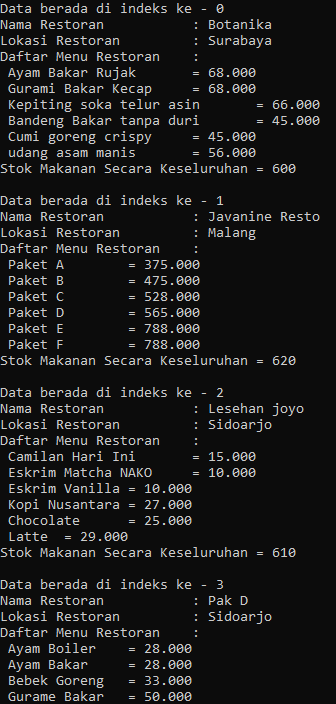 Data berada di indeks ke - 0
Nama Restoran : Botanika
Lokasi Restoran : Surabaya
Daftar Menu Restoran :
Ayam Bakar Rujak = 68.000
Gurami Bakar Kecap = 68.000
Kepiting soka telur asin = 66.000
Bandeng Bakar tanpa duri = 45.000
Cumi goreng crispy = 45.000
udang asam manis = 56.000
Stok Makanan Secara Keseluruhan = 600
Data berada di indeks ke - 1
Nama Restoran : Javanine Resto
Lokasi Restoran : Malang
Daftar Menu Restoran :
Paket A = 375.000
Paket B = 475.000
Paket C = 528.000
Paket D = 565.000
Paket E = 788.000
Paket F = 788.000
Stok Makanan Secara Keseluruhan = 620
Data berada di indeks ke - 2
Nama Restoran : Lesehan joyo
Lokasi Restoran : Sidoarjo
Daftar Menu Restoran :
Camilan Hari Ini = 15.000
Eskrim Matcha NAKO = 10.000
Eskrim Vanilla = 10.000
Kopi Nusantara = 27.000
Chocolate = 25.000
Latte = 29.000
Stok Makanan Secara Keseluruhan = 610
Data berada di indeks ke - 3
Nama Restoran : Pak D
Lokasi Restoran : Sidoarjo
Daftar Menu Restoran :
Ayam Boiler = 28.000
Ayam Bakar = 28.000
Bebek Goreng = 33.000
Gurame Bakar = 50.000